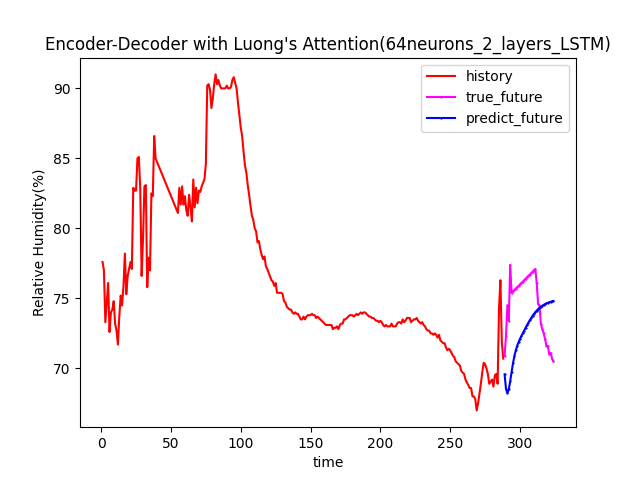 Encoder-Decoder with Luong's Attention(64neurons_2_layers_LSTM)
history
true_future
predict_future
Relative Humidity(%)
90
85
80
75
70
0 50 100 150 200 250 300
time